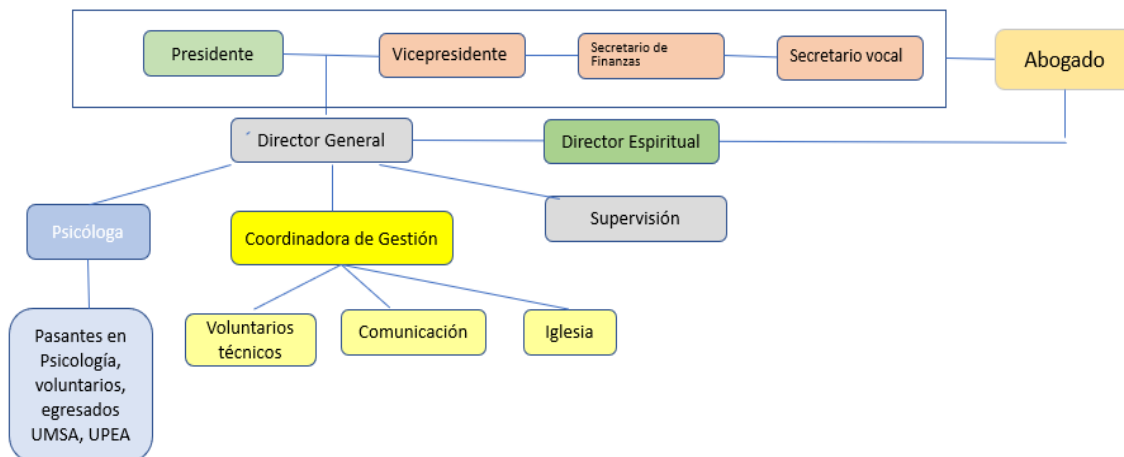 Presidente
Vicepresidente
Secretario de
Finanzas
Secretario vocal
Abogado
Director General
Director Espiritual
Psicóloga
Coordinadora de Gestión
Supervisión
Pasantes en
Psicología,
voluntarios,
egresados
UMSA, UPEA
Voluntarios
técnicos
Comunicación
Iglesia